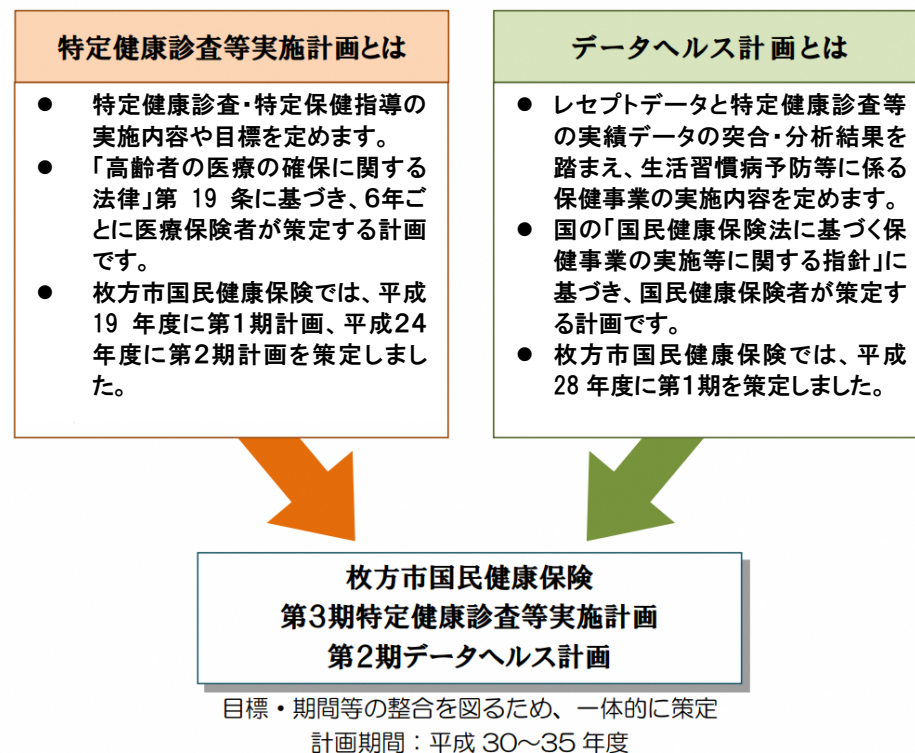 特定健康診査等実施計画とは
● 特定健康診査・特定保健指導の
実施内容や目標を定めます。
● 「高齢者の医療の確保に関する
法律」第 19 条に基づき、6年ご
とに医療保険者が策定する計画
です。
● 枚方市国民健康保険では、平成
19 年度に第1期計画、平成24
年度に第2期計画を策定しまし
た。
データヘルス計画とは
● レセプトデータと特定健康診査等
の実績データの突合・分析結果を
踏まえ、生活習慣病予防等に係る
保健事業の実施内容を定めます。
● 国の「国民健康保険法に基づく保
健事業の実施等に関する指針」に
基づき、国民健康保険者が策定す
る計画です。
● 枚方市国民健康保険では、平成
28 年度に第1期を策定しました。
枚方市国民健康保険
第3期特定健康診査等実施計画
第2期データヘルス計画
目標・期間等の整合を図るため、一体的に策定
計画期間：平成 30～35 年度